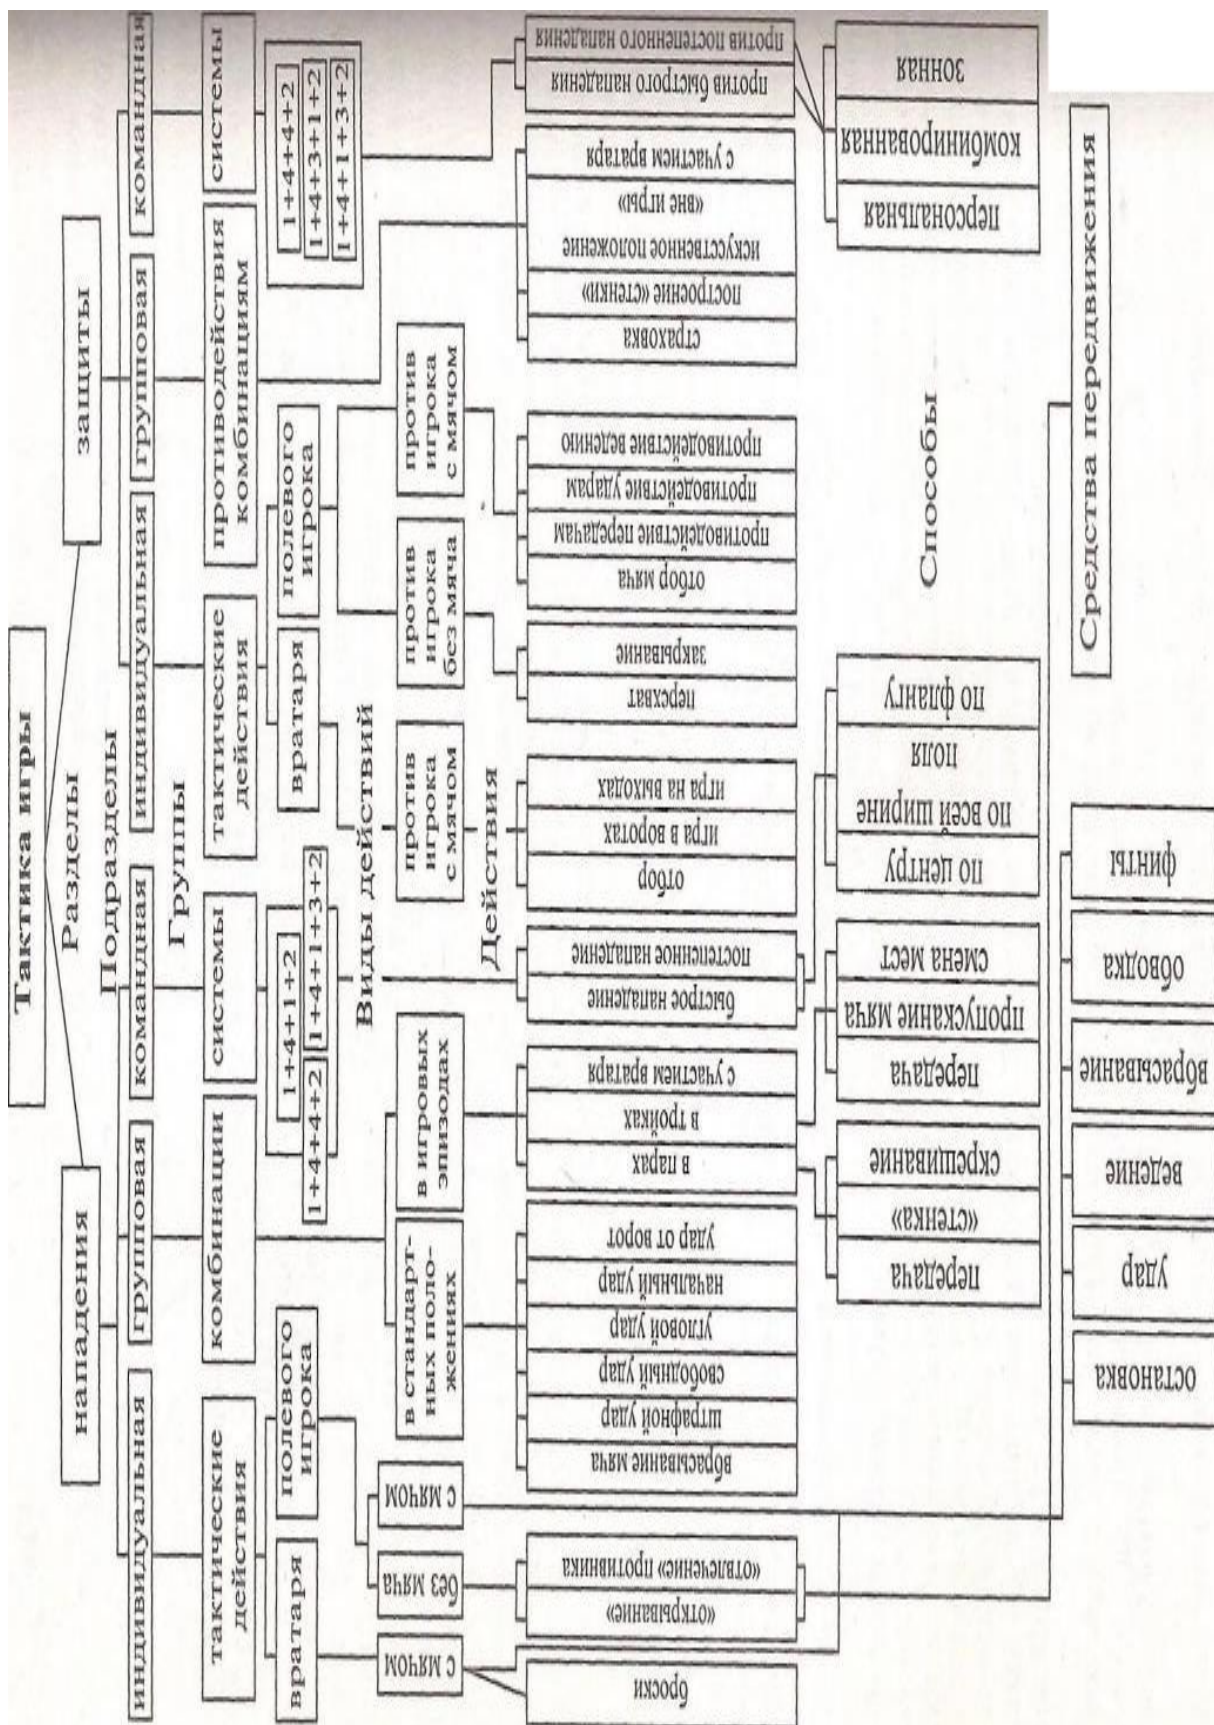 Тактика игры
Разделы
нападения
защиты
Подразделы
индивидуальная
групповая
командная
индивидуальная
групповая
командная
Группы
тактические
действия
комбинации
системы
тактические
действия
противодействия
комбинациям
системы
вратаря
полевого
игрока
1+4+4+2
1+4+1+2
1+4+1+3+2
вратаря
полевого
игрока
1+4+4+2
1+4+3+1+2
1+4+1+3+2
Виды действий
с мячом
без мяча
с мячом
в стандарт-
ных поло-
жениях
в игровых
эпизодах
против
игрока
с мячом
против
игрока
без мяча
против
игрока
с мячом
Действия
броски
«открывание»
«отвлечение» противника
вбрасывание мяча
штрафной удар
свободный удар
угловой удар
начальный удар
удар от ворот
в парах
в тройках
с участием вратаря
быстрое нападение
постепенное нападение
отбор
игра в воротах
игра на выходах
перехват
закрывание
отбор мяча
противодействие передачам
противодействие ударам
противодействие ведению
страховка
построение «стенки»
искусственное положение
«вне игры»
с участием вратаря
против быстрого нападения
против постепенного нападения
Способы
передача
«стенка»
скрещивание
передача
пропускание мяча
смена мест
по центру
по всей ширине
поля
по флангу
персональная
комбинированная
зонная
Средства передвижения
остановка
удар
ведение
вбрасывание
обводка
финты